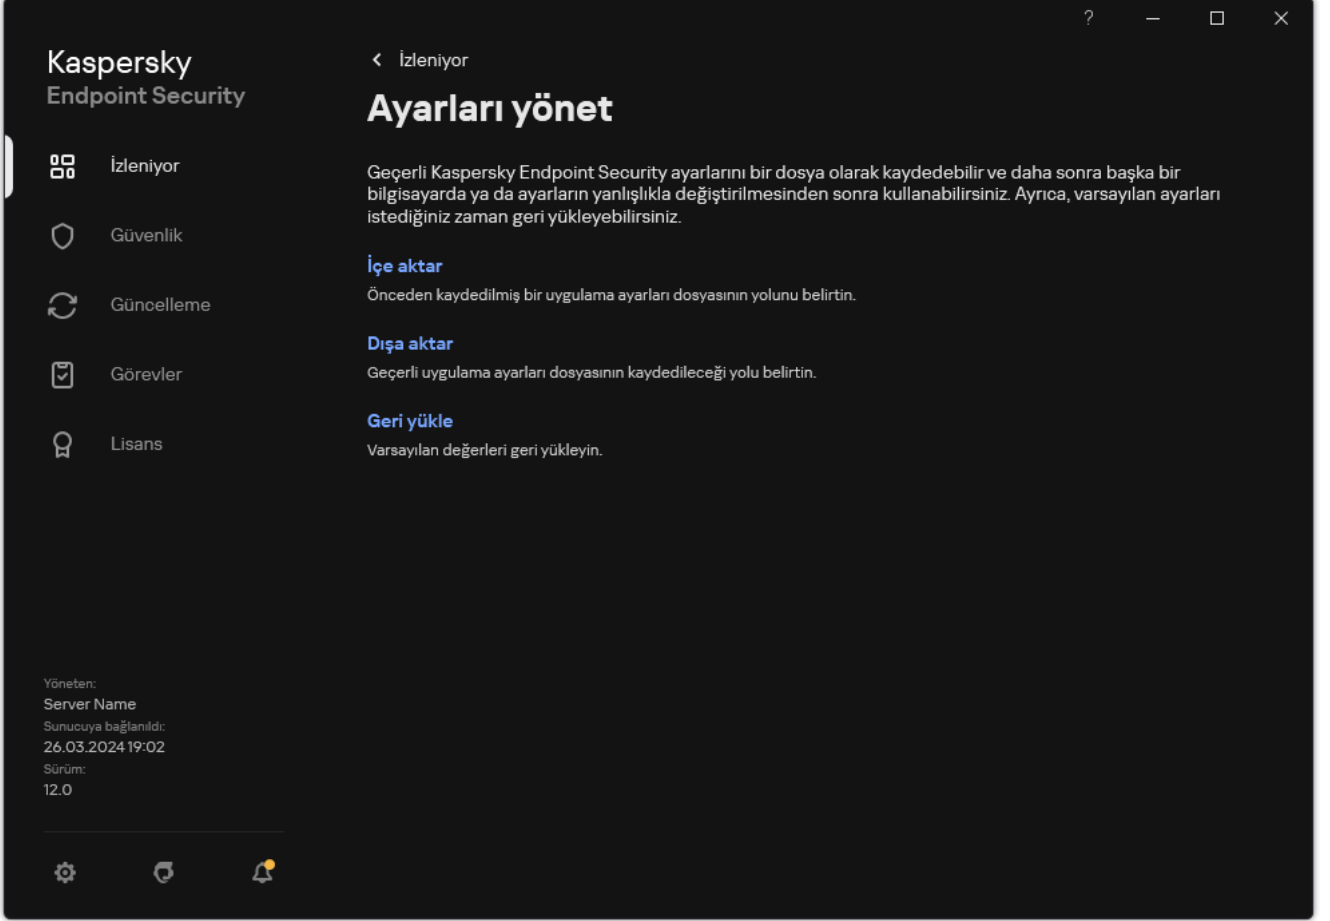 ?
Kaspersky
Endpoint Security
İzleniyor
Güvenlik
Güncelleme
Görevler
Lisans
Yöneten:
Server Name
Sunucuya bağlanıldı:
26.03.2024 19:02
Sürüm:
12.0
İzleniyor
Ayarları yönet
Geçerli Kaspersky Endpoint Security ayarlarını bir dosya olarak kaydedebilir ve daha sonra başka bir
bilgisayarda ya da ayarların yanlışlıkla değiştirilmesinden sonra kullanabilirsiniz. Ayrıca, varsayılan ayarları
istediğiniz zaman geri yükleyebilirsiniz.
İçe aktar
Önceden kaydedilmiş bir uygulama ayarları dosyasının yolunu belirtin.
Dışa aktar
Geçerli uygulama ayarları dosyasının kaydedileceği yolu belirtin.
Geri yükle
Varsayılan değerleri geri yükleyin.